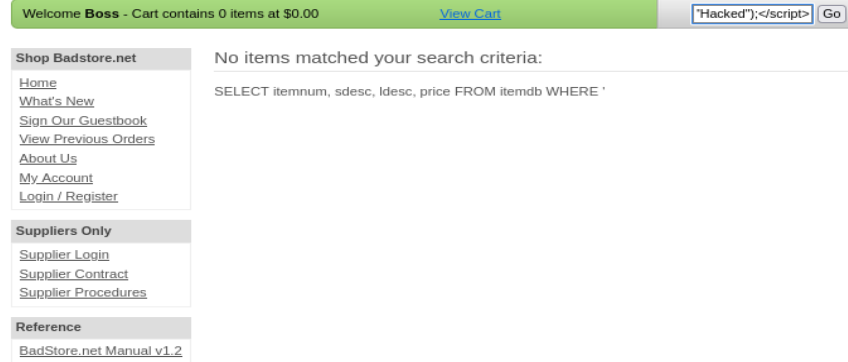 Welcome Boss - Cart contains 0 items at $0.00 View Cart "Hacked");</script> Go
Shop Badstore.net
Home
What's New
Sign Our Guestbook
View Previous Orders
About Us
My Account
Login / Register
Suppliers Only
Supplier Login
Supplier Contract
Supplier Procedures
Reference
BadStore.net Manual v1.2
No items matched your search criteria:
SELECT itemnum, sdesc, ldesc, price FROM itemdb WHERE '